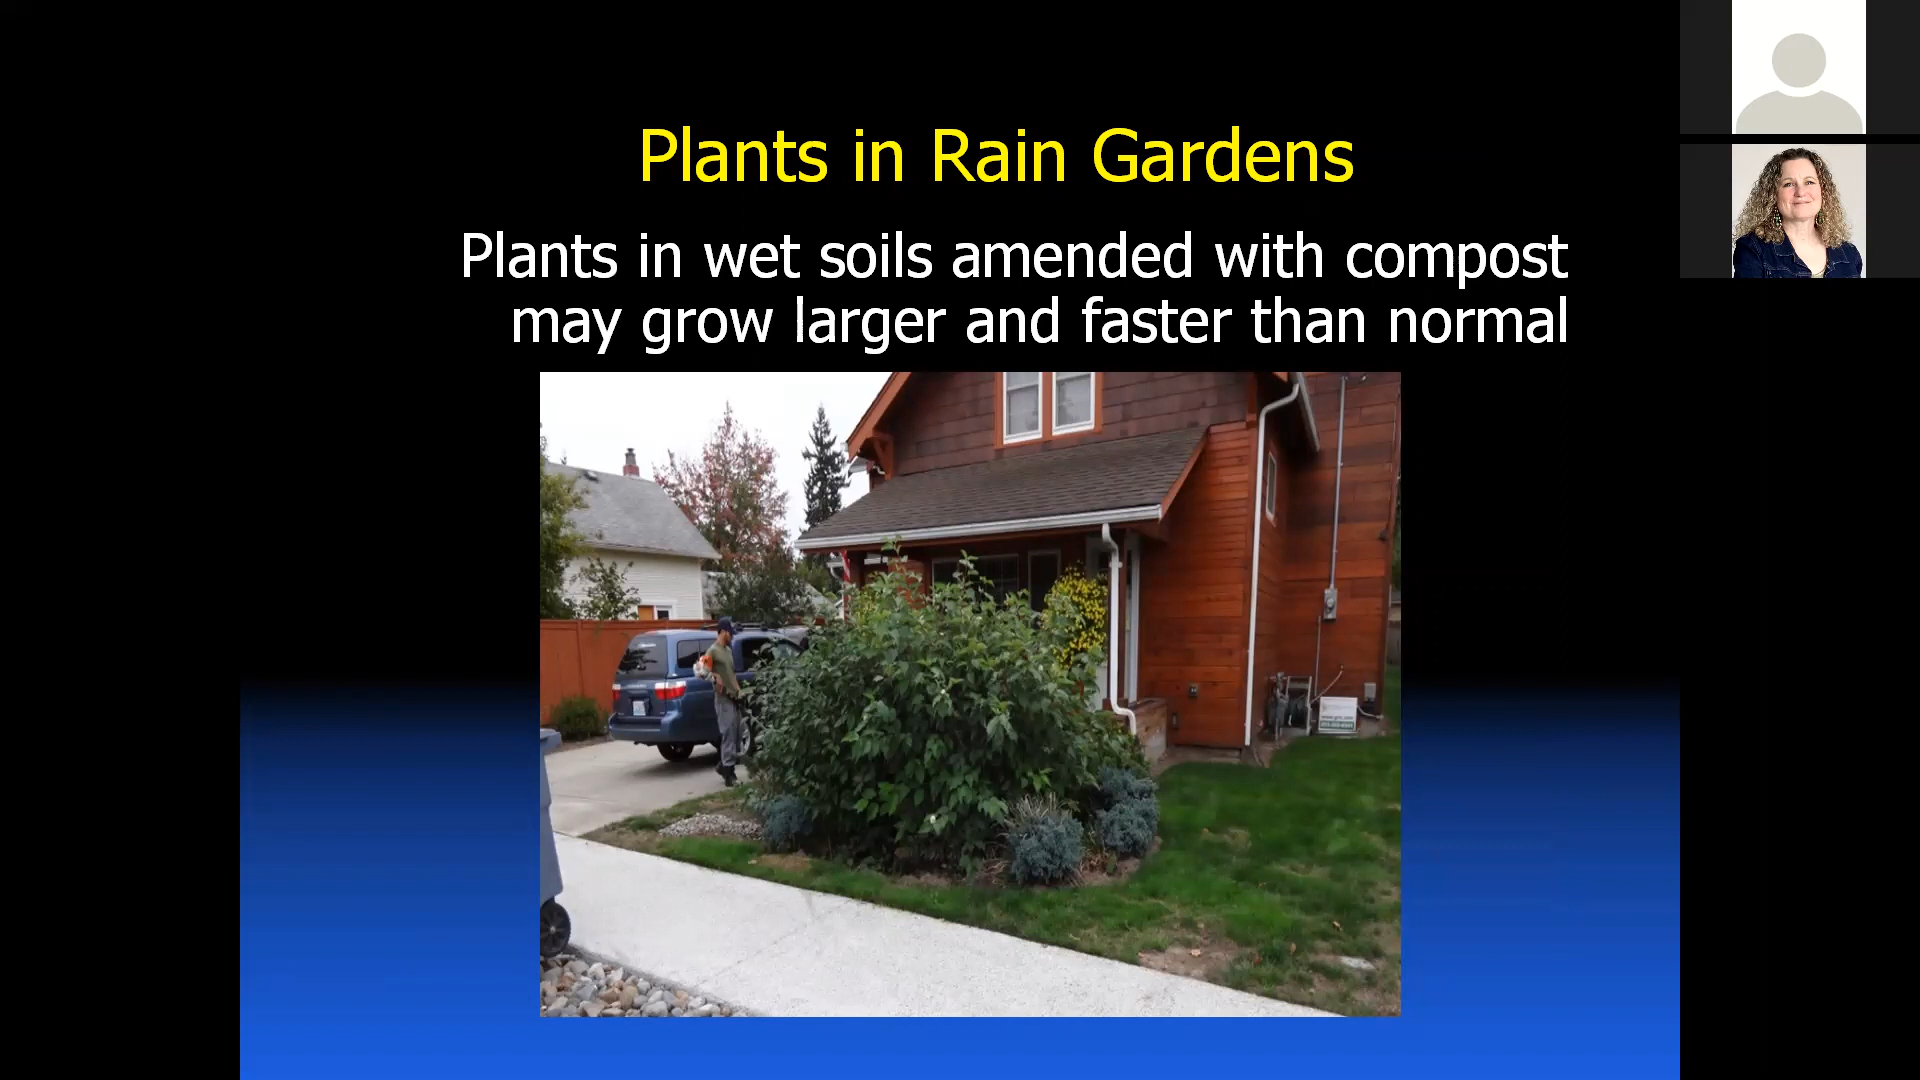 Plants in Rain Gardens
Plants in wet soils amended with compost
may grow larger and faster than normal